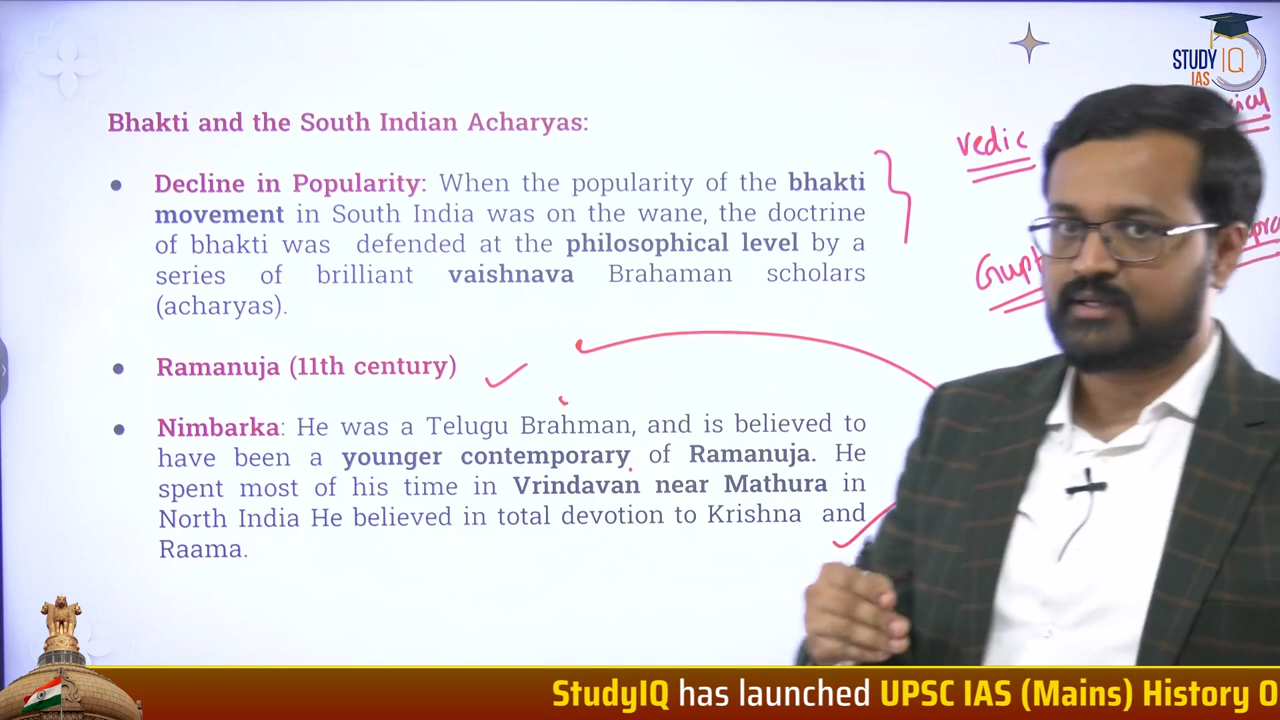 STUDY IQ
IAS
Bhakti and the South Indian Acharyas:
Vedic
• Decline in Popularity: When the popularity of the bhakti
movement in South India was on the wane, the doctrine
of bhakti was defended at the philosophical level by a
series of brilliant vaishnava Brahaman scholars
(acharyas).
• Ramanuja (11th century)
• Nimbarka: He was a Telugu Brahman, and is believed to
have been a younger contemporary of Ramanuja. He
spent most of his time in Vrindavan near Mathura in
North India He believed in total devotion to Krishna and
Raama.
StudyIQ has launched UPSC IAS (Mains) History O